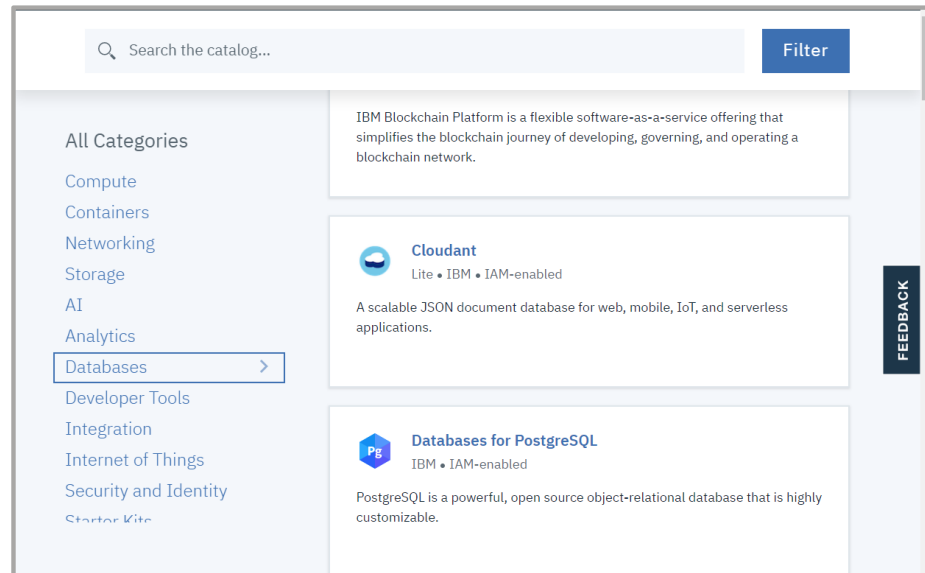 Search the catalog...
Filter
All Categories
Compute
Containers
Networking
Storage
AI
Analytics
Databases
Developer Tools
Integration
Internet of Things
Security and Identity
Starter Kits
IBM Blockchain Platform is a flexible software-as-a-service offering that
simplifies the blockchain journey of developing, governing, and operating a
blockchain network.
Cloudant
Lite • IBM • IAM-enabled
A scalable JSON document database for web, mobile, IoT, and serverless
applications.
Pg
Databases for PostgreSQL
IBM • IAM-enabled
PostgreSQL is a powerful, open source object-relational database that is highly
customizable.
FEEDBACK